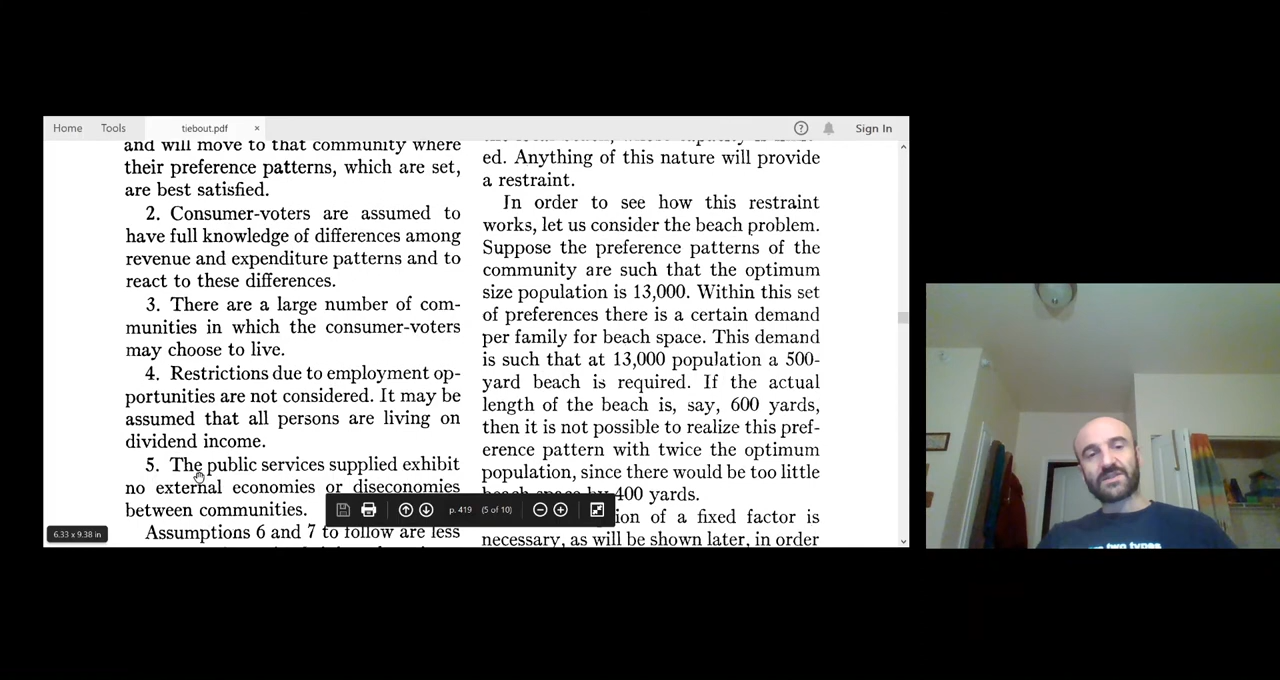 Home Tools tiebout.pdf × ? Sign In
and will move to that community where
their preference patterns, which are set,
are best satisfied.
2. Consumer-voters are assumed to
have full knowledge of differences among
revenue and expenditure patterns and to
react to these differences.
3. There are a large number of com-
munities in which the consumer-voters
may choose to live.
4. Restrictions due to employment op-
portunities are not considered. It may be
assumed that all persons are living on
dividend income.
5. The public services supplied exhibit
no external economies or diseconomies
between communities.
Assumptions 6 and 7 to follow are less
ed. Anything of this nature will provide
a restraint.
In order to see how this restraint
works, let us consider the beach problem.
Suppose the preference patterns of the
community are such that the optimum
size population is 13,000. Within this set
of preferences there is a certain demand
per family for beach space. This demand
is such that at 13,000 population a 500-
yard beach is required. If the actual
length of the beach is, say, 600 yards,
then it is not possible to realize this pref-
erence pattern with twice the optimum
population, since there would be too little
beach space by 400 yards.
ion of a fixed factor is
necessary, as will be shown later, in order
p. 419 (5 of 10)
6.33 x 9.38 in
two types